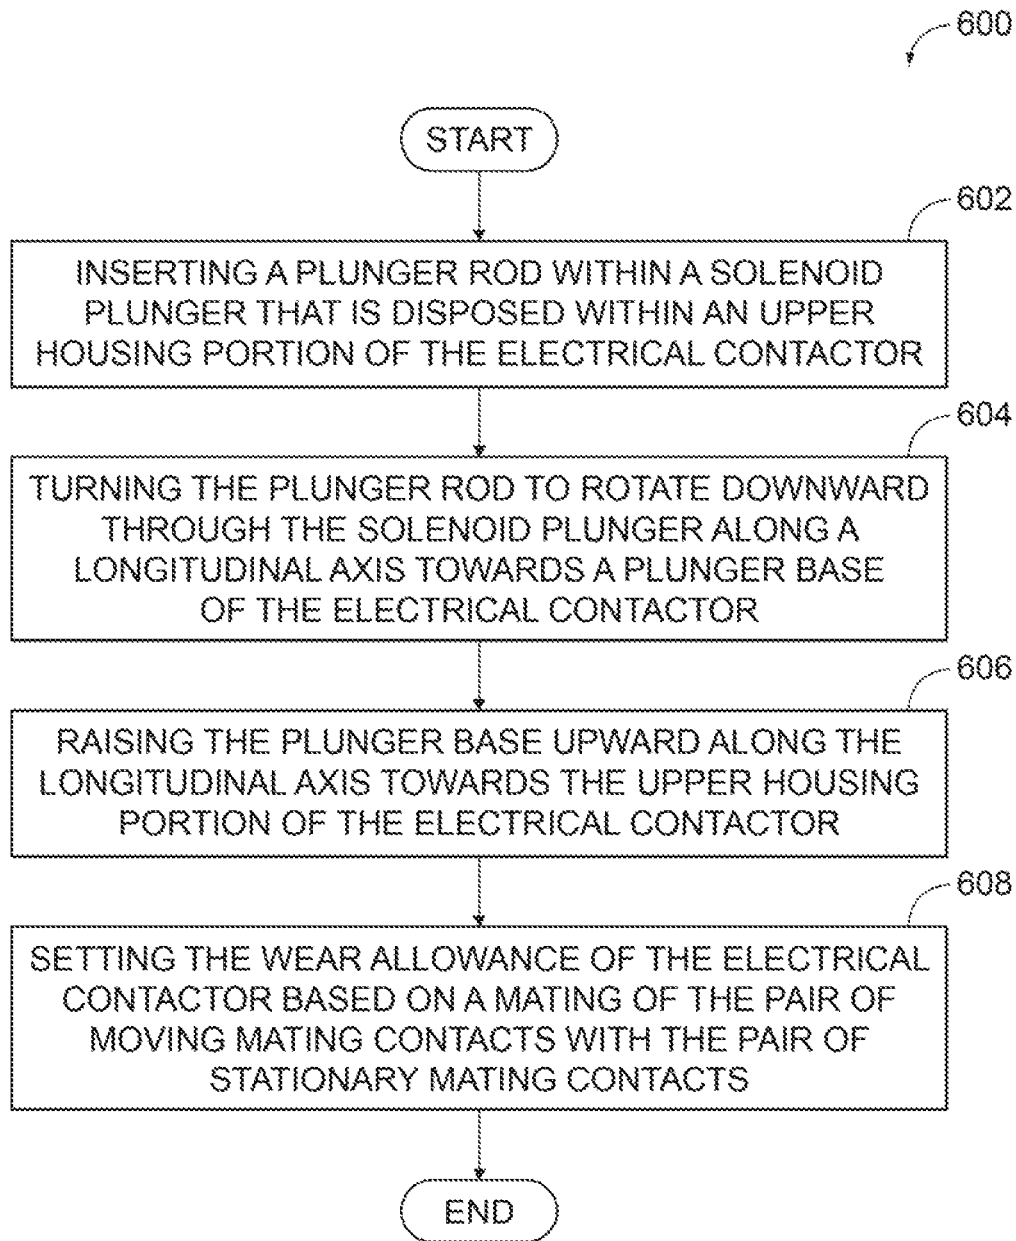 600
START
602
INSERTING A PLUNGER ROD WITHIN A SOLENOID
PLUNGER THAT IS DISPOSED WITHIN AN UPPER
HOUSING PORTION OF THE ELECTRICAL CONTACTOR
604
TURNING THE PLUNGER ROD TO ROTATE DOWNWARD
THROUGH THE SOLENOID PLUNGER ALONG A
LONGITUDINAL AXIS TOWARDS A PLUNGER BASE
OF THE ELECTRICAL CONTACTOR
606
RAISING THE PLUNGER BASE UPWARD ALONG THE
LONGITUDINAL AXIS TOWARDS THE UPPER HOUSING
PORTION OF THE ELECTRICAL CONTACTOR
608
SETTING THE WEAR ALLOWANCE OF THE ELECTRICAL
CONTACTOR BASED ON A MATING OF THE PAIR OF
MOVING MATING CONTACTS WITH THE PAIR OF
STATIONARY MATING CONTACTS
END